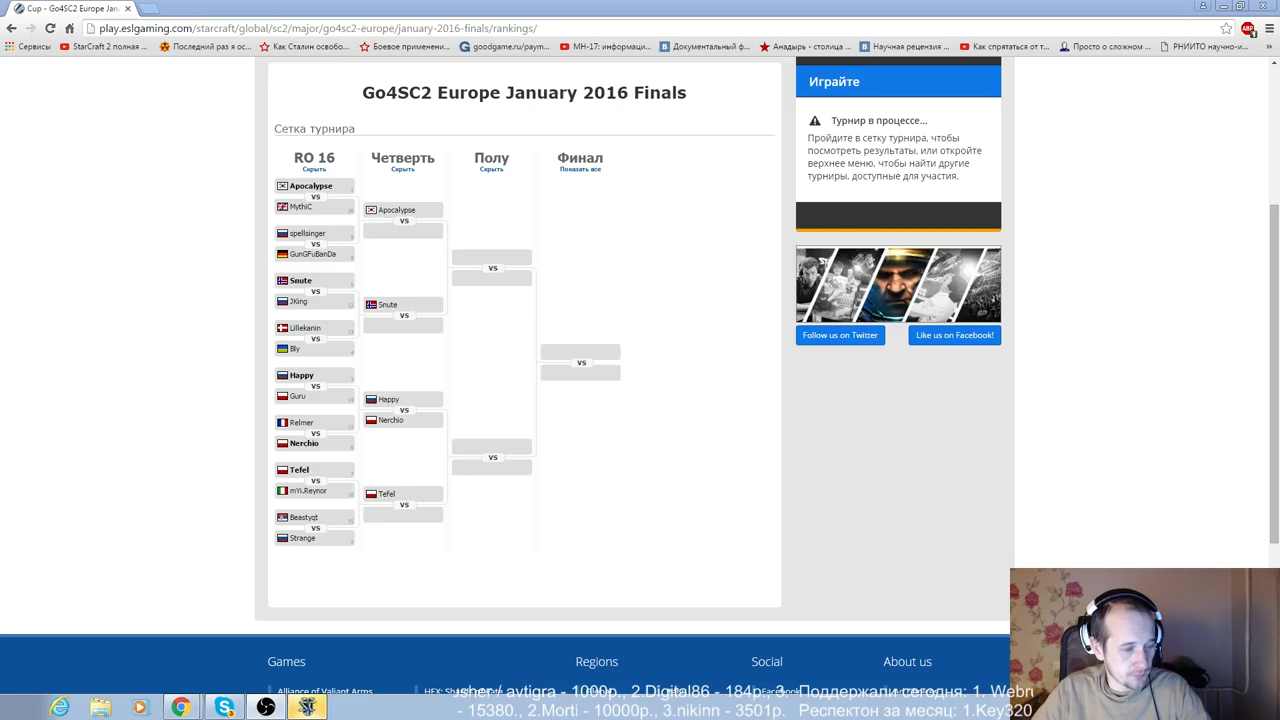 Cup - Go4SC2 Europe Janu
play.eslgaming.com/starcraft/global/sc2/major/go4sc2-europe/january-2016-finals/rankings/
Сервисы
StarCraft 2 полная ...
Последний раз я ос...
Как Сталин освобо...
Боевое применени...
goodgame.ru/paym...
МН-17: информаци...
Документальный ф...
Анадырь - столица ...
Научная рецензия ...
Как спрятаться от т...
Просто о сложном ...
РНИИТО научно-и...
Go4SC2 Europe January 2016 Finals
Сетка турнира
RO 16 Четверть Полу Финал
Скрыть Скрыть Скрыть Показать все
Apocalypse
VS
MythiC
spellsinger
VS
GunGFuBanDa
Snute
VS
JKing
Lillekanin
VS
Bly
Happy
VS
Guru
Relmer
VS
Nerchio
Tefel
VS
mYi.Reynor
Beastyqt
VS
Strange
Apocalypse
VS
Snute
VS
Happy
VS
Nerchio
Tefel
VS
VS
VS
VS
Играйте
Турнир в процессе...
Пройдите в сетку турнира, чтобы
посмотреть результаты, или откройте
верхнее меню, чтобы найти другие
турниры, доступные для участия.
Follow us on Twitter
Like us on Facebook!
Games
Regions
Social
About us
Alliance of Valiant Arms
usher / avtigra - 1000р., 2.Digital86 - 184р., 3. Поддержали сегодня: 1. Webru
- 15380р., 2.Morti - 10000р., 3.nikinn - 3501р. Респектон за месяц: 1.Key320